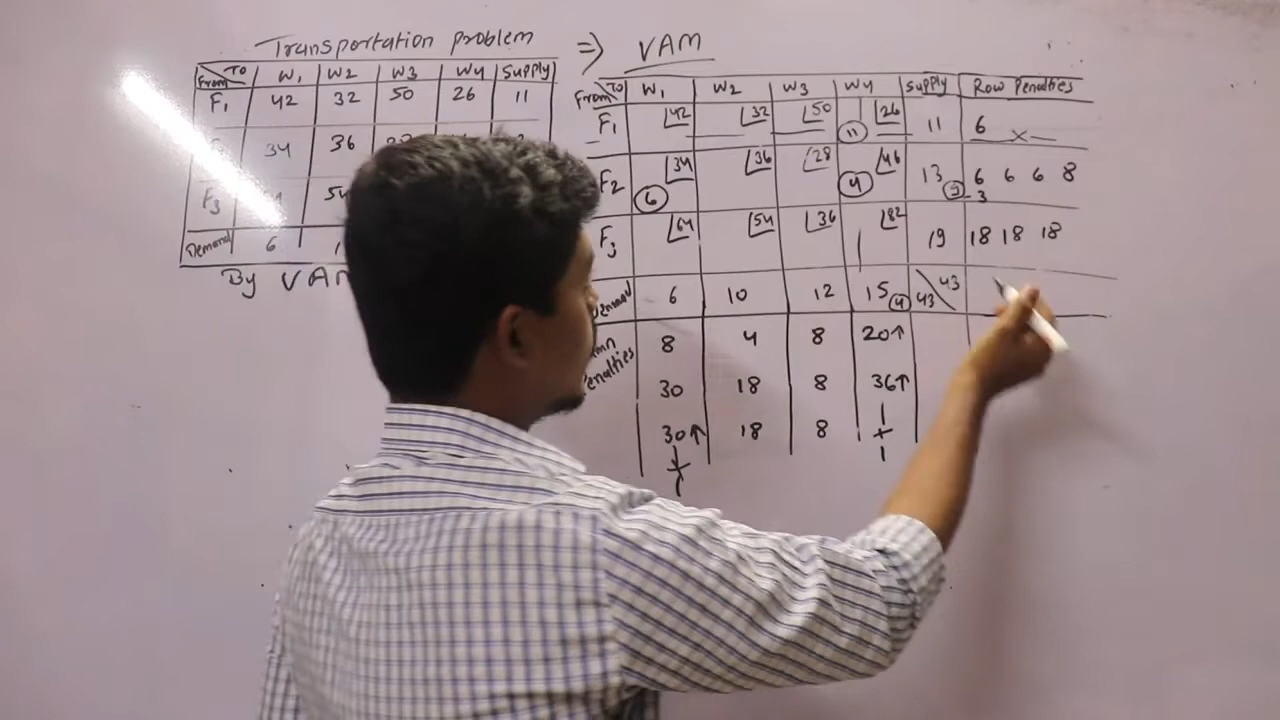 Transportation problem ⇒ VAM
From TO W1 W2 W3 W4 Supply
F1 42 32 50 26 11
34 36
F3 54
Demand 6 1
By VAM
From TO W1 W2 W3 W4 Supply Row Penalties
F1 42 32 50 11 26 11 6 ×
F2 6 34 36 28 4 46 13 6 6 6 8
3
F3 64 54 36 82 19 18 18 18
6 10 12 15 4 43 43
8 4 8 20↑
Penalties
30 18 8 36↑
30↑ 18 8